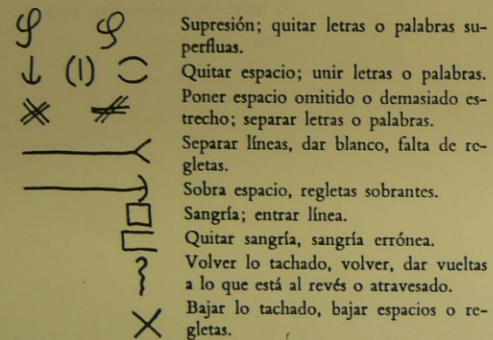 Supresión; quitar letras o palabras su-
perfluas.
Quitar espacio; unir letras o palabras.
Poner espacio omitido o demasiado es-
trecho; separar letras o palabras.
Separar líneas, dar blanco, falta de re-
gletas.
Sobra espacio, regletas sobrantes.
Sangría; entrar línea.
Quitar sangría, sangría errónea.
Volver lo tachado, volver, dar vueltas
a lo que está al revés o atravesado.
Bajar lo tachado, bajar espacios o re-
gletas.